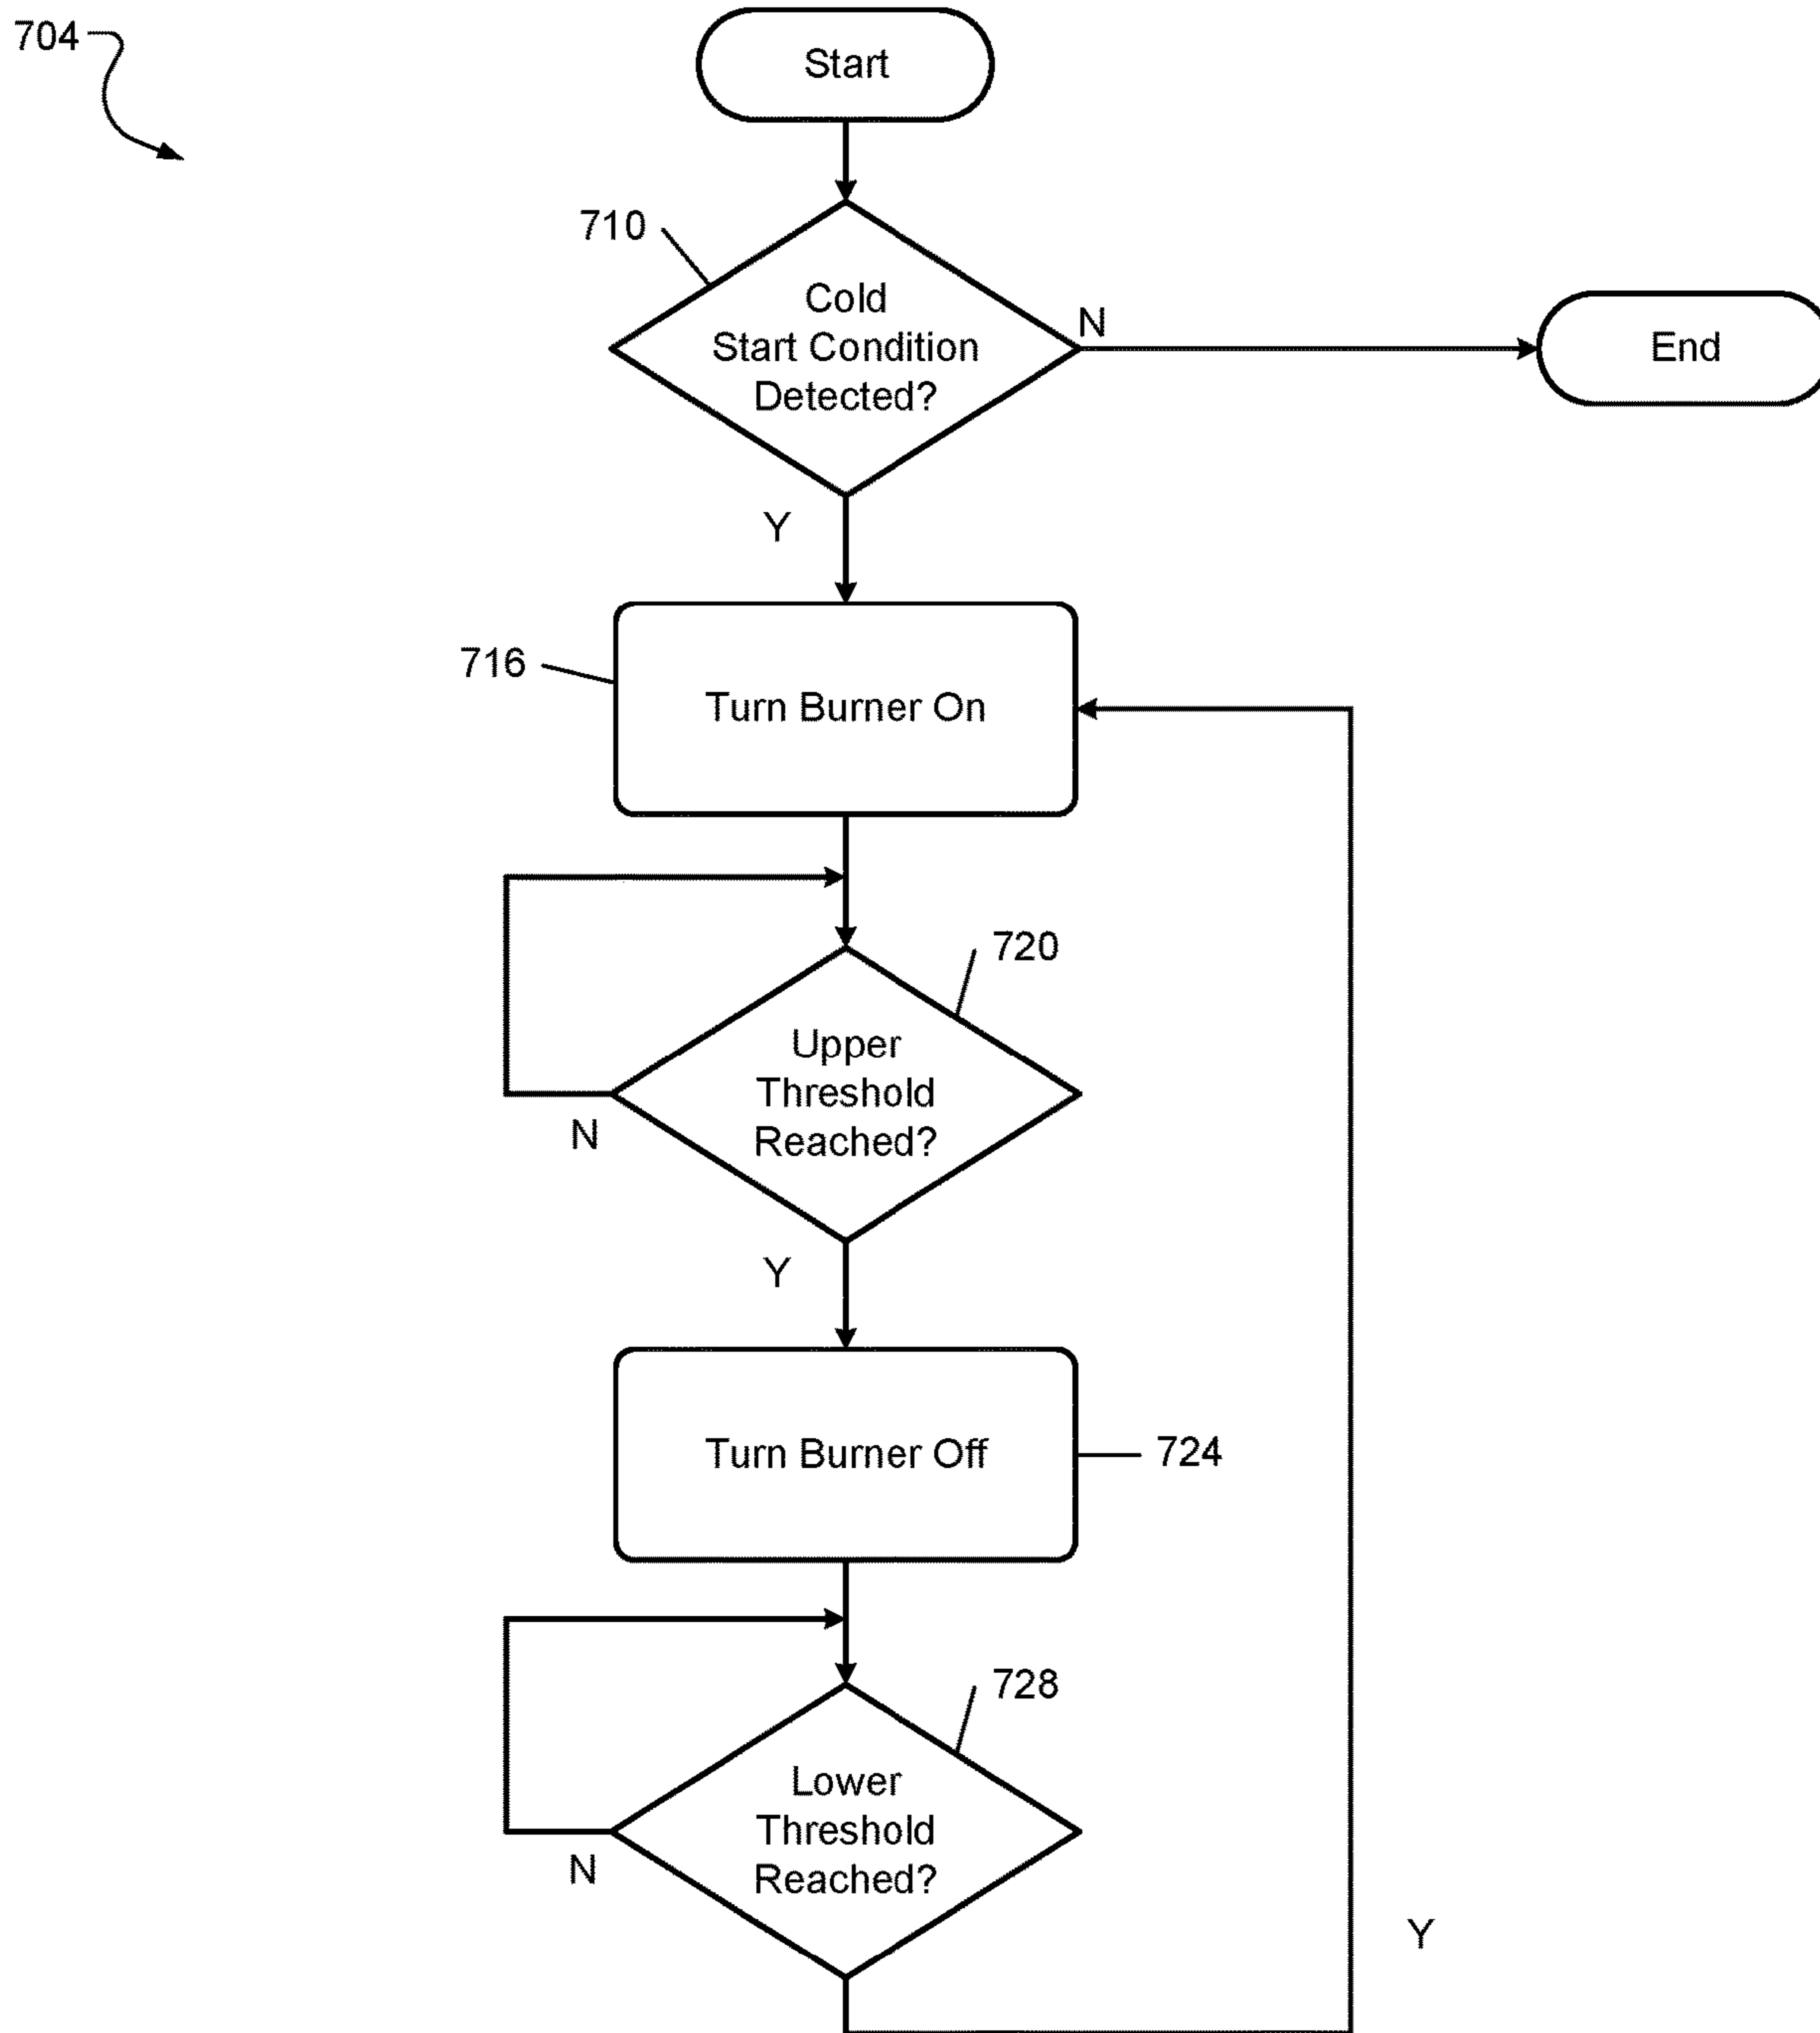 704
Start
710
Cold
Start Condition
Detected?
N
End
Y
716
Turn Burner On
720
Upper
Threshold
Reached?
N
Y
Turn Burner Off
724
728
Lower
Threshold
Reached?
N
Y